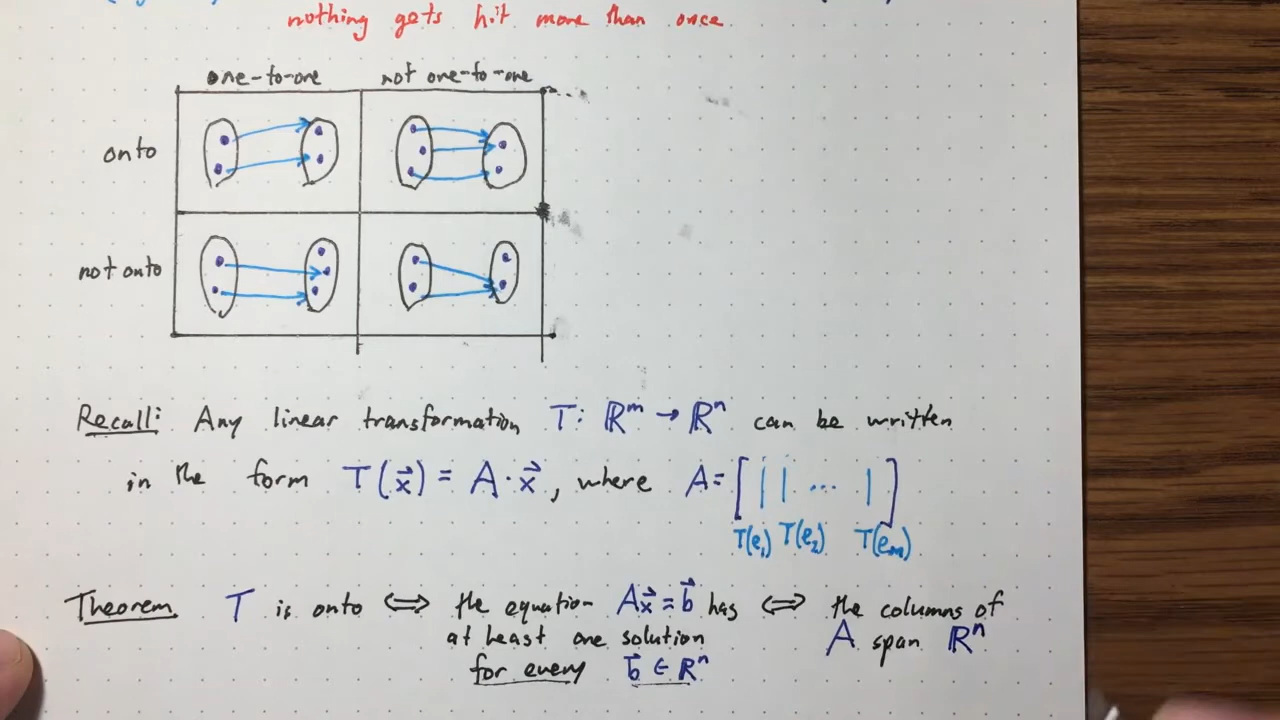 nothing gets hit more than once
one-to-one not one-to-one
onto
not onto
Recall: Any linear transformation T: ℝᵐ → ℝⁿ can be written
in the form T(x⃗) = A·x⃗, where A = [ | | ... | ]
T(e₁) T(e₂) T(eₘ)
Theorem T is onto ⟺ the equation Ax⃗ = b⃗ has ⟺ the columns of
at least one solution A span ℝⁿ
for every b⃗ ∈ ℝⁿ